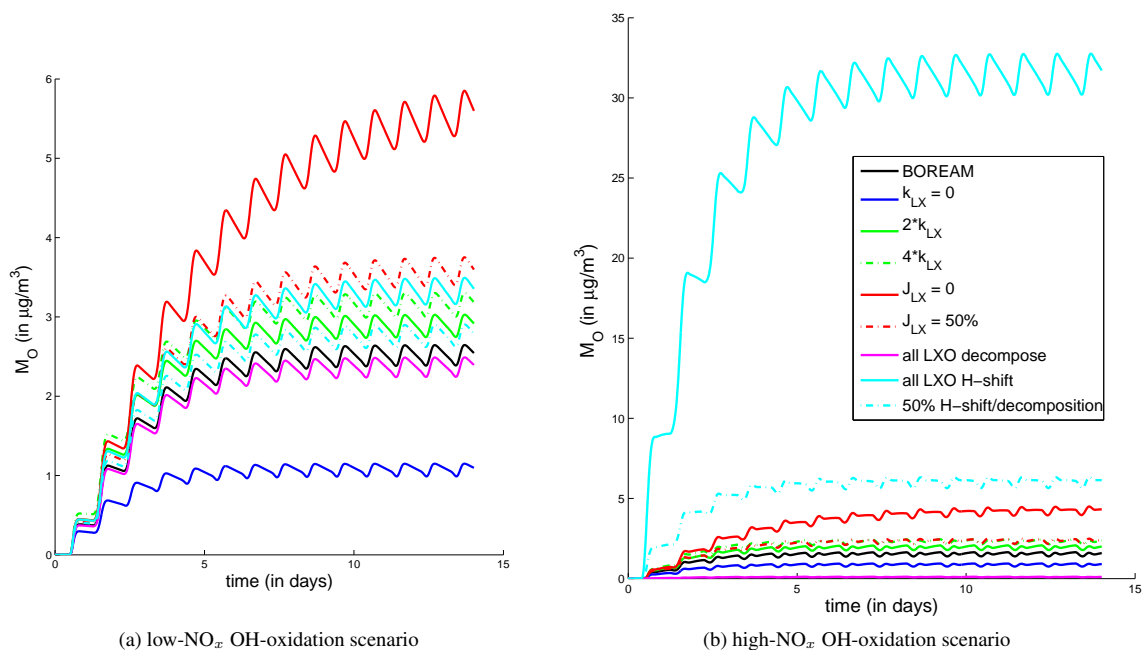 6
5
4
3
2
1
0
0
5
10
15
M_O (in μg/m³)
time (in days)
(a) low-NOₓ OH-oxidation scenario
35
30
25
20
15
10
5
0
0
5
10
15
M_O (in μg/m³)
BOREAM
k_LX = 0
2*k_LX
4*k_LX
J_LX = 0
J_LX = 50%
all LXO decompose
all LXO H−shift
50% H−shift/decomposition
time (in days)
(b) high-NOₓ OH-oxidation scenario